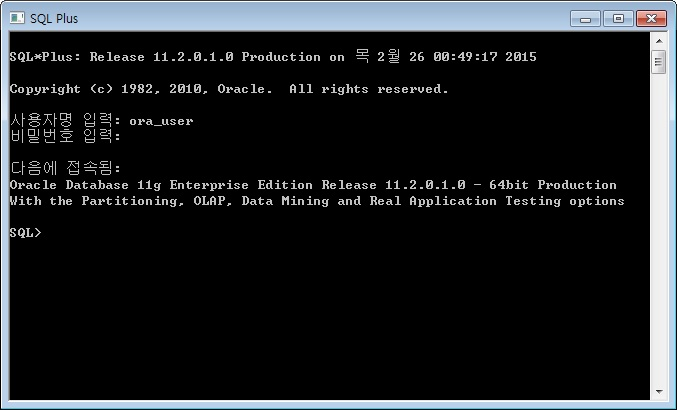 SQL Plus
SQL*Plus: Release 11.2.0.1.0 Production on 목 2월 26 00:49:17 2015
Copyright (c) 1982, 2010, Oracle.  All rights reserved.
사용자명 입력: ora_user
비밀번호 입력:
다음에 접속됨:
Oracle Database 11g Enterprise Edition Release 11.2.0.1.0 - 64bit Production
With the Partitioning, OLAP, Data Mining and Real Application Testing options
SQL>